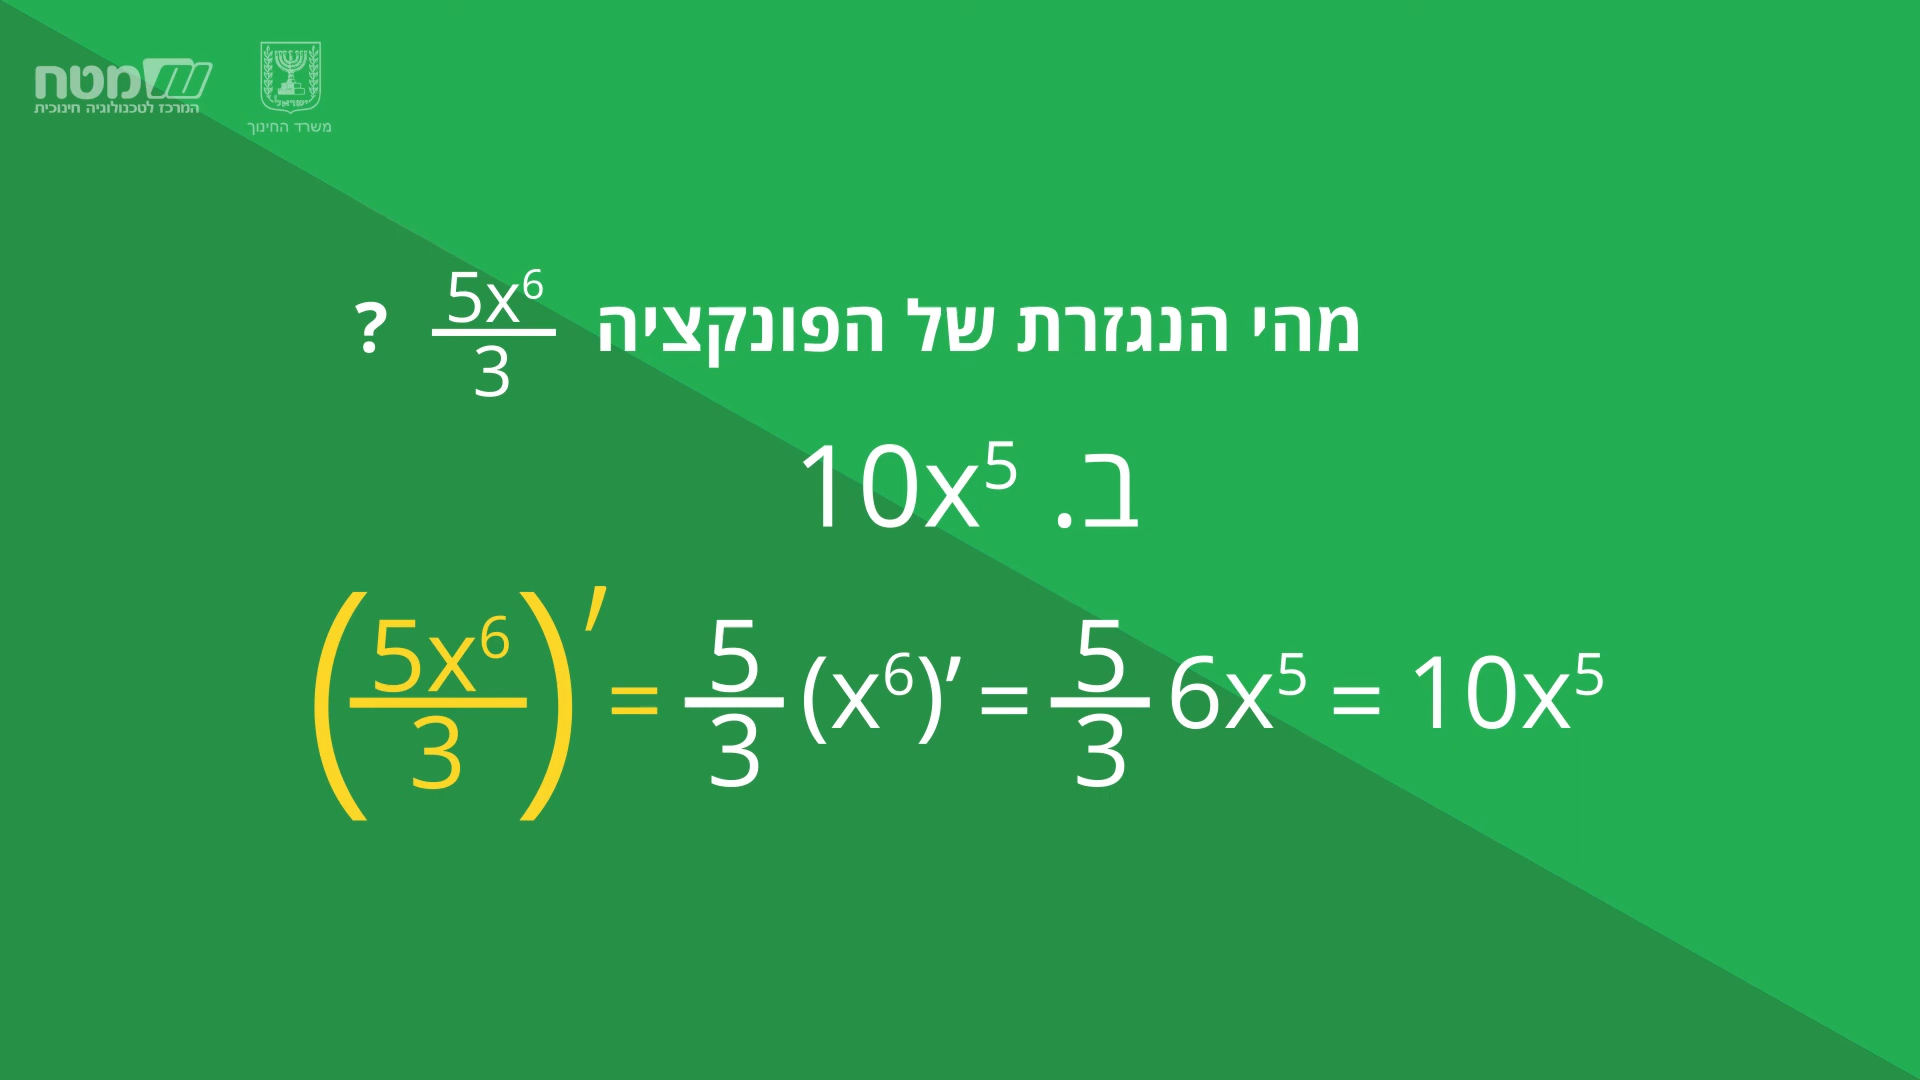 מטח
המרכז לטכנולוגיה חינוכית
ישראל
משרד החינוך
מהי הנגזרת של הפונקציה 5x⁶/3 ?
ב. 10x⁵
(5x⁶/3)′ = 5/3 (x⁶)′ = 5/3 6x⁵ = 10x⁵